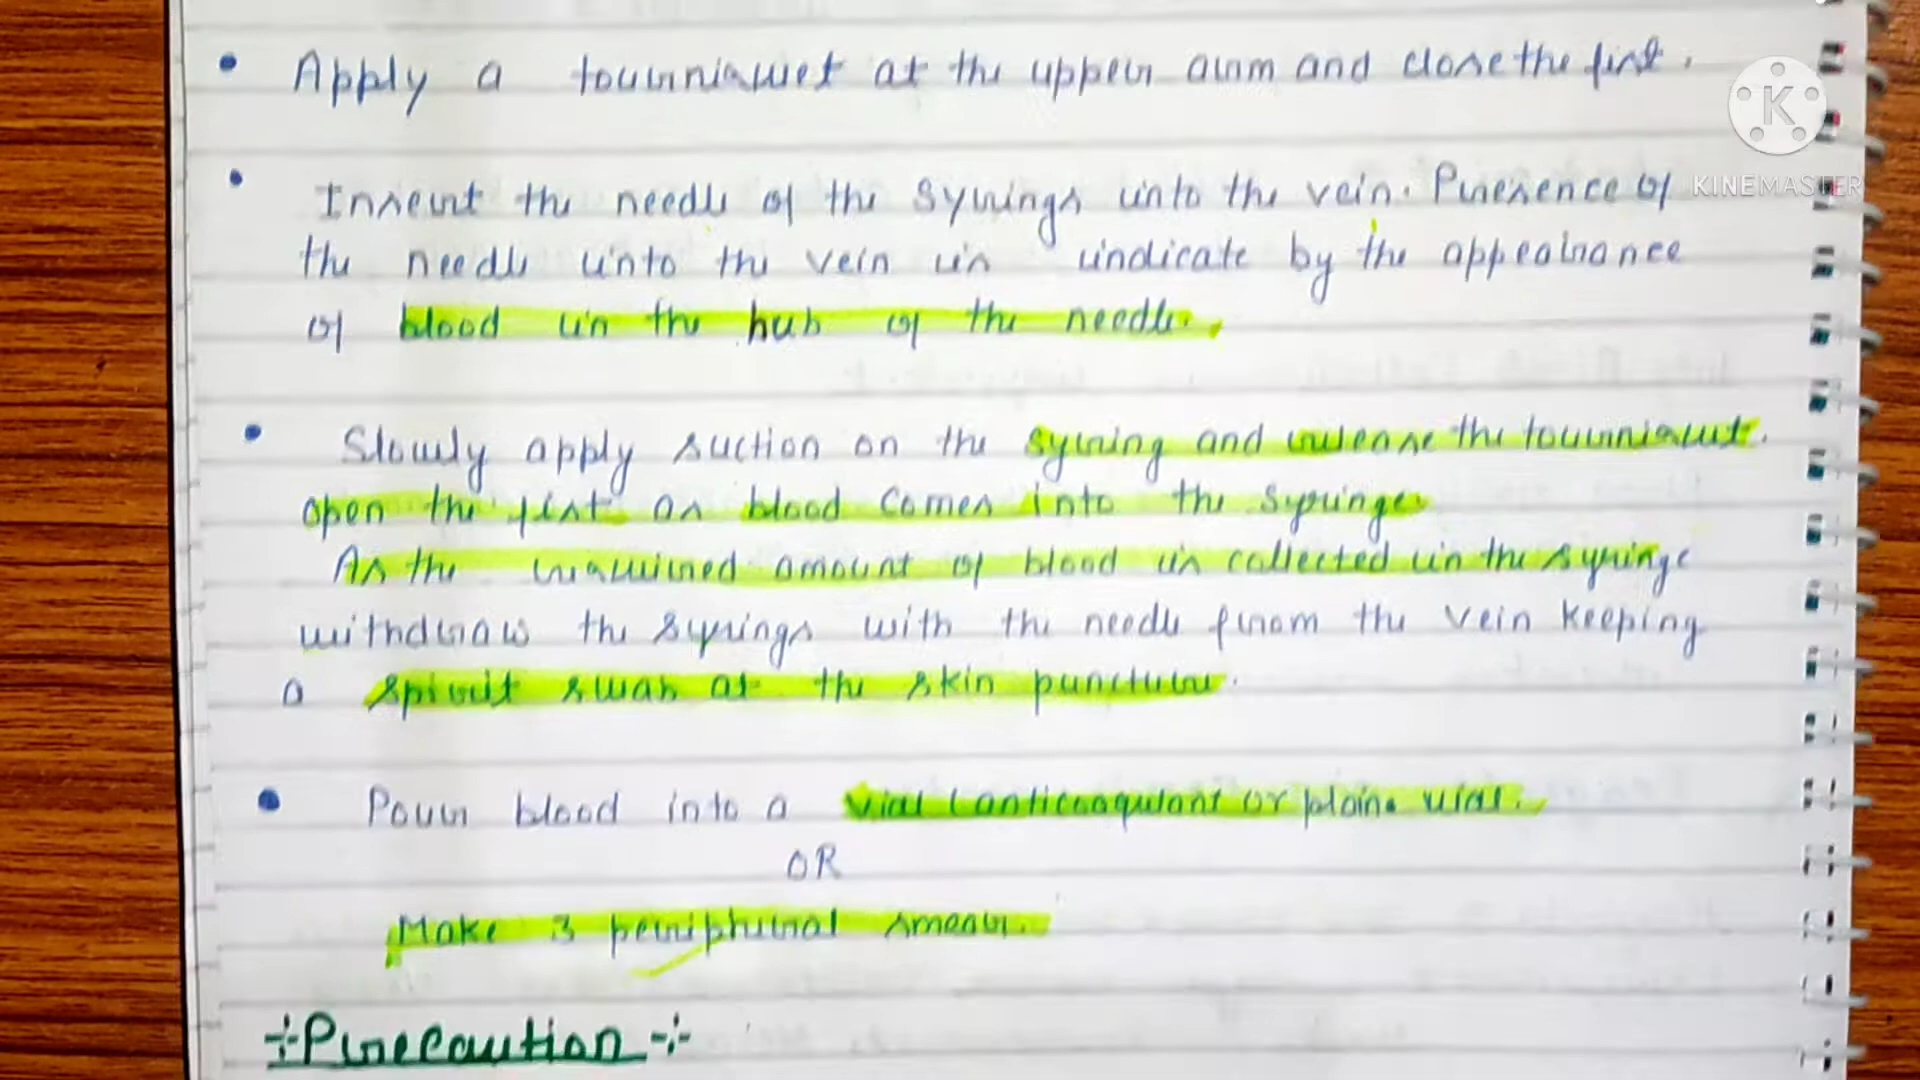 • Apply a tourniquet at the upper arm and close the fist.
• Insert the needle of the syrings into the vein. Presence of
the needle into the vein is indicate by the appearance
of blood in the hub of the needle.
• Slowly apply suction on the syring and release the tourniquet.
open the fist as blood comes into the syringe
As the required amount of blood is collected in the syringe
withdraw the syrings with the needle from the vein keeping
a spirit swab at the skin puncture.
• Pour blood into a vial (anticoagulant or plain vial.
OR
Make 3 peripheral smear.
÷Precaution÷
K
KINEMASTER